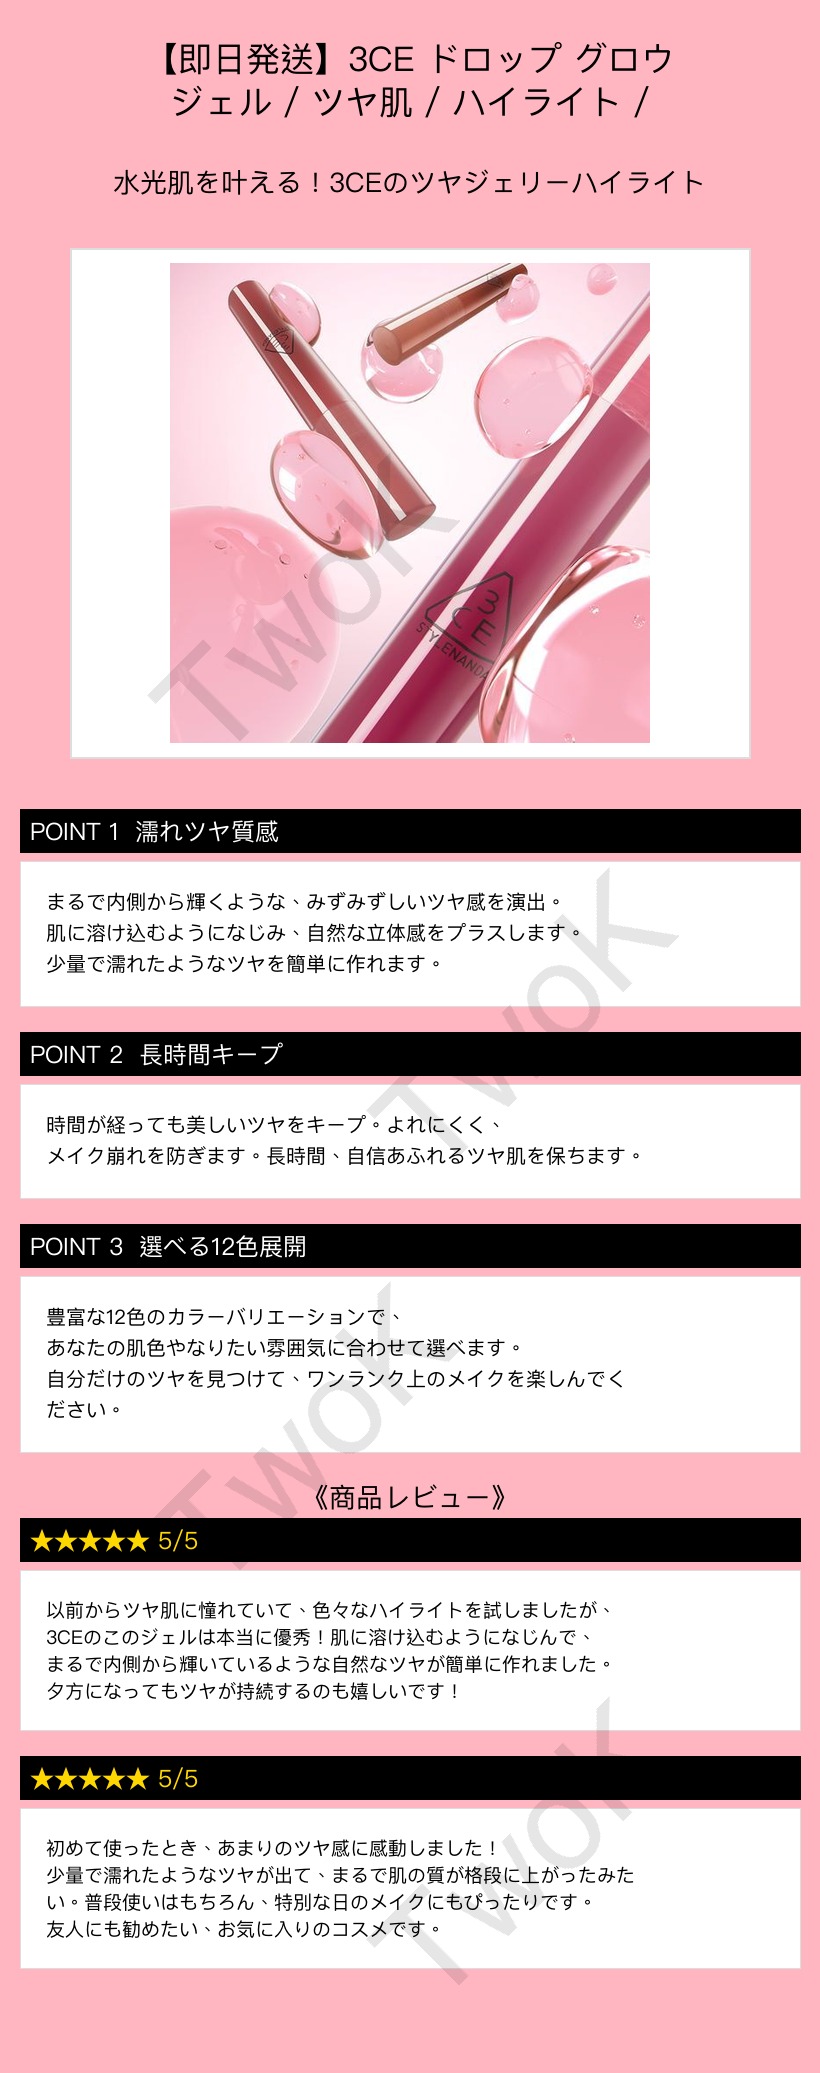 【即日発送】3CE ドロップ グロウ
ジェル / ツヤ肌 / ハイライト /
水光肌を叶える！3CEのツヤジェリーハイライト
3CE
STYLENANDA
POINT 1 濡れツヤ質感
まるで内側から輝くような、みずみずしいツヤ感を演出。
肌に溶け込むようになじみ、自然な立体感をプラスします。
少量で濡れたようなツヤを簡単に作れます。
POINT 2 長時間キープ
時間が経っても美しいツヤをキープ。よれにくく、
メイク崩れを防ぎます。長時間、自信あふれるツヤ肌を保ちます。
POINT 3 選べる12色展開
豊富な12色のカラーバリエーションで、
あなたの肌色やなりたい雰囲気に合わせて選べます。
自分だけのツヤを見つけて、ワンランク上のメイクを楽しんでく
ださい。
《商品レビュー》
★★★★★ 5/5
以前からツヤ肌に憧れていて、色々なハイライトを試しましたが、
3CEのこのジェルは本当に優秀！肌に溶け込むようになじんで、
まるで内側から輝いているような自然なツヤが簡単に作れました。
夕方になってもツヤが持続するのも嬉しいです！
★★★★★ 5/5
初めて使ったとき、あまりのツヤ感に感動しました！
少量で濡れたようなツヤが出て、まるで肌の質が格段に上がったみた
い。普段使いはもちろん、特別な日のメイクにもぴったりです。
友人にも勧めたい、お気に入りのコスメです。
TwoK
TwoK
TwoK
TwoK